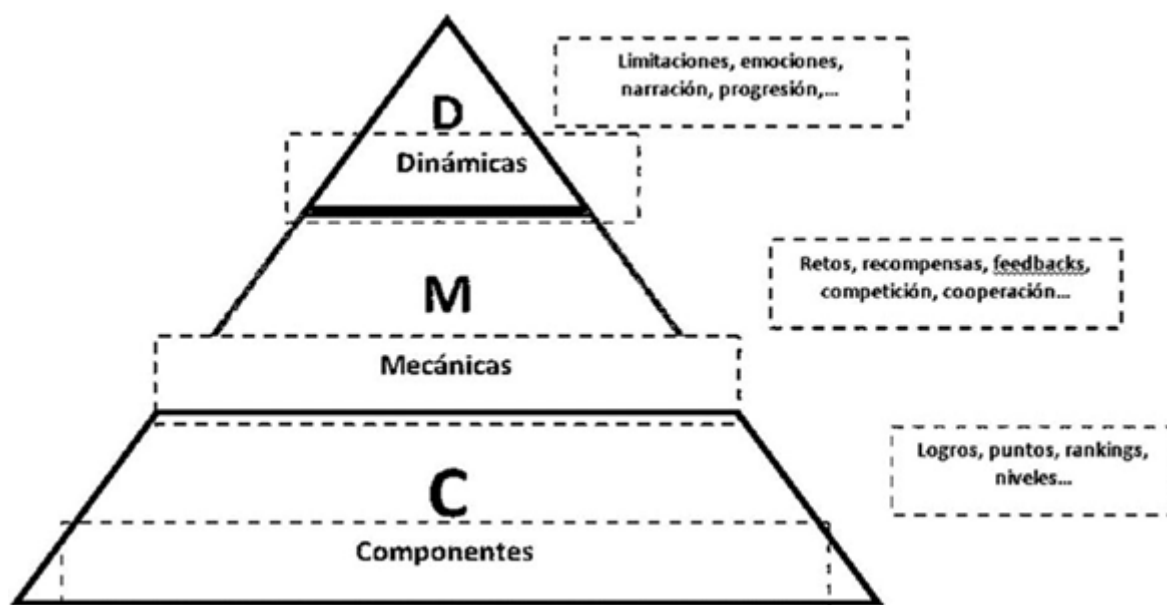 Limitaciones, emociones,
narración, progresión,...
D
Dinámicas
Retos, recompensas, feedbacks,
competición, cooperación...
M
Mecánicas
Logros, puntos, rankings,
niveles...
C
Componentes